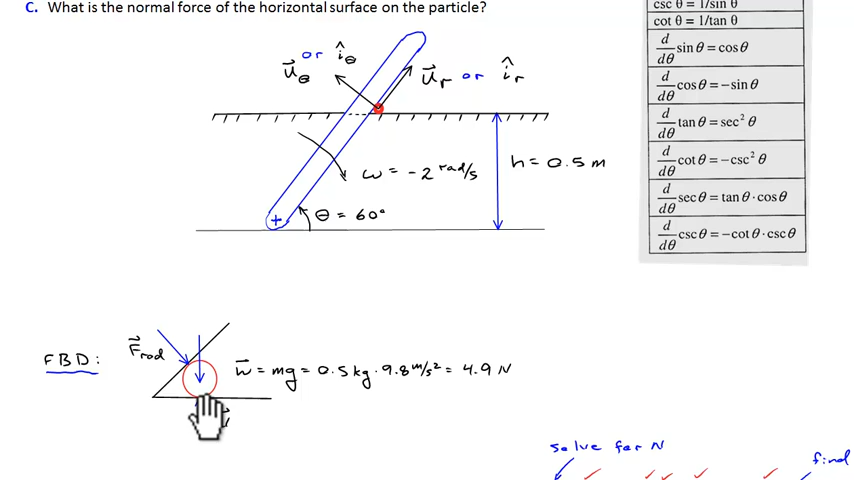 C. What is the normal force of the horizontal surface on the particle?
csc θ = 1/sin θ
cot θ = 1/tan θ
d/dθ sin θ = cos θ
d/dθ cos θ = −sin θ
d/dθ tan θ = sec² θ
d/dθ cot θ = −csc² θ
d/dθ sec θ = tan θ · cos θ
d/dθ csc θ = −cot θ · csc θ
u⃗θ or îθ
u⃗r or îr
ω = -2 rad/s
h = 0.5 m
+
θ = 60°
FBD:
F⃗rod
w⃗ = mg = 0.5 kg · 9.8 m/s² = 4.9 N
solve for N
find